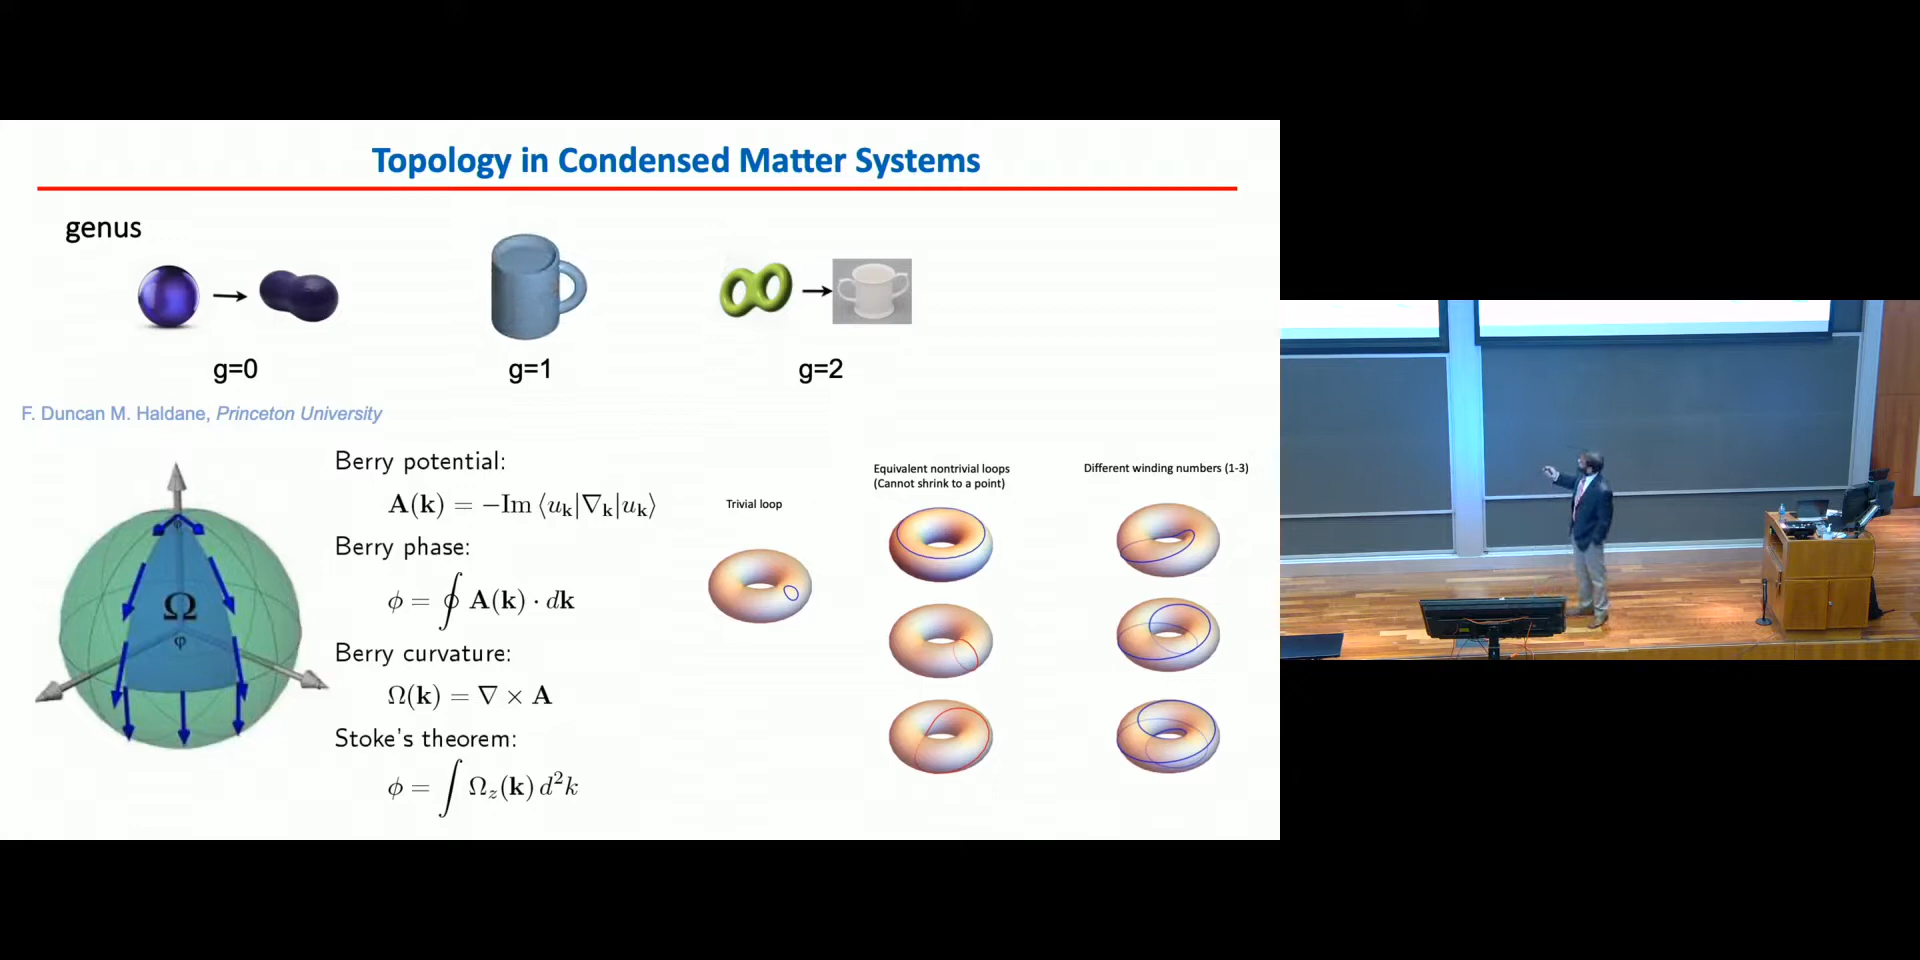 Topology in Condensed Matter Systems
genus
g=0
g=1
g=2
F. Duncan M. Haldane, Princeton University
Ω
φ
φ
Berry potential:
A(k) = −Im ⟨u_k|∇_k|u_k⟩
Berry phase:
ϕ = ∮ A(k) · dk
Berry curvature:
Ω(k) = ∇ × A
Stoke's theorem:
ϕ = ∫ Ω_z(k) d²k
Trivial loop
Equivalent nontrivial loops
(Cannot shrink to a point)
Different winding numbers (1-3)